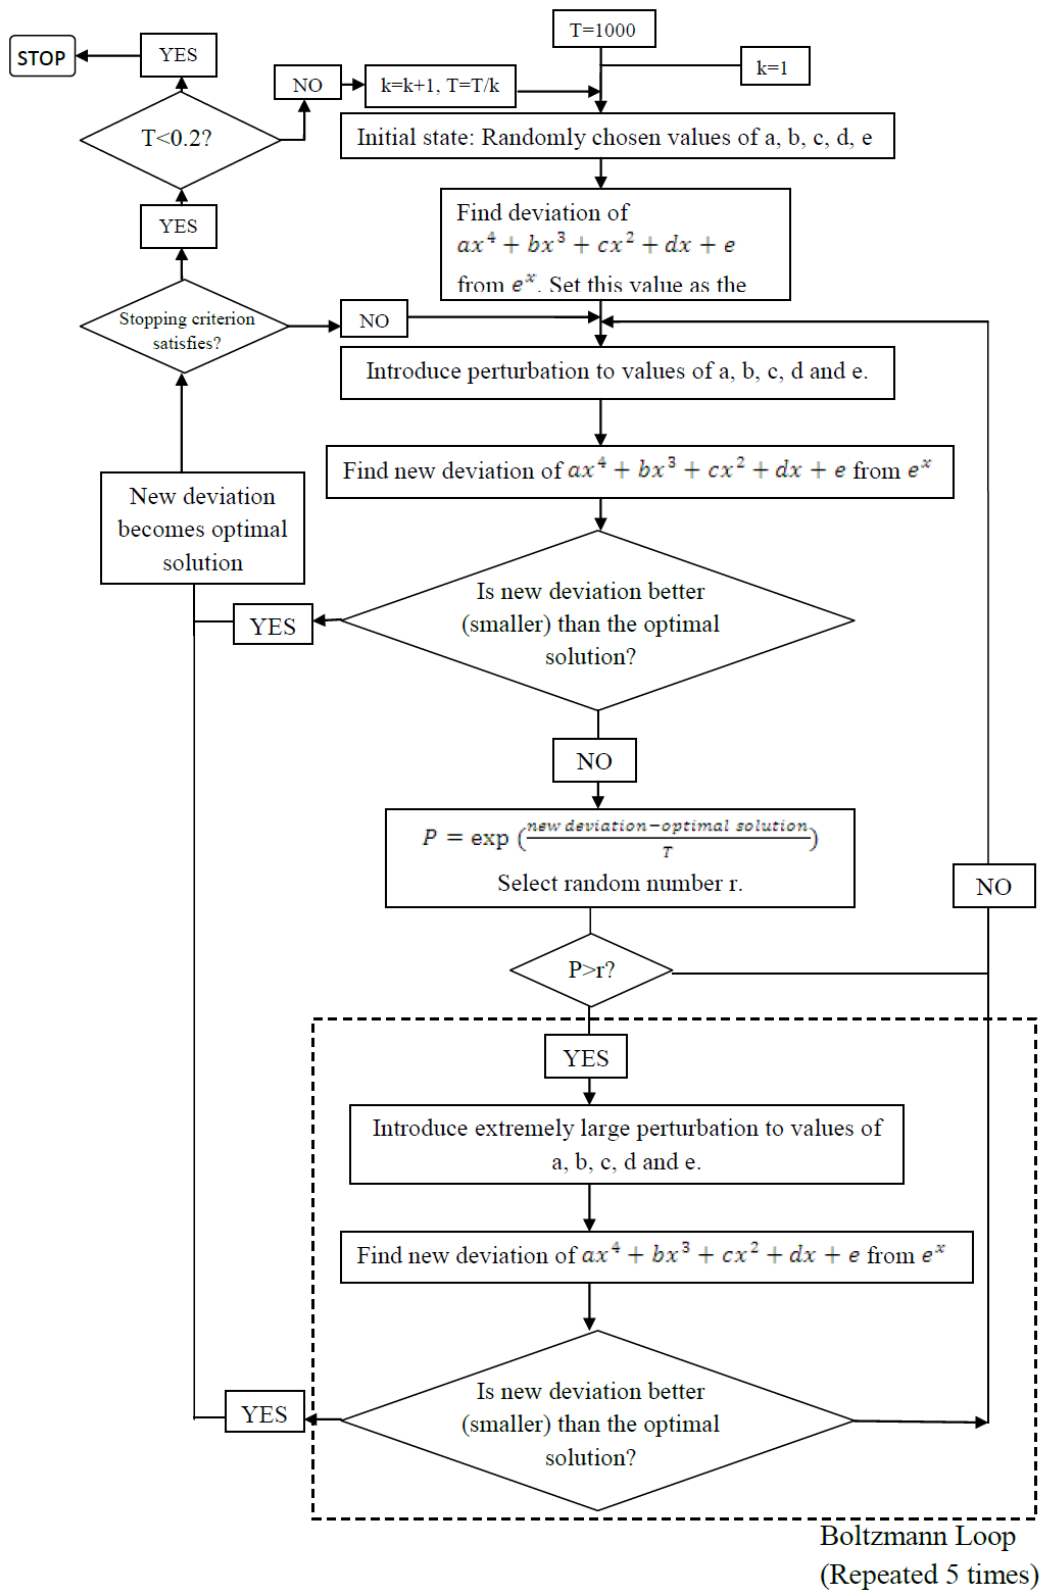 T=1000
k=1
STOP
YES
NO
k=k+1, T=T/k
T<0.2?
Initial state: Randomly chosen values of a, b, c, d, e
YES
Find deviation of
ax⁴ + bx³ + cx² + dx + e
from eˣ. Set this value as the
Stopping criterion
satisfies?
NO
Introduce perturbation to values of a, b, c, d and e.
Find new deviation of ax⁴ + bx³ + cx² + dx + e from eˣ
New deviation
becomes optimal
solution
Is new deviation better
(smaller) than the optimal
solution?
YES
NO
P = exp (new deviation−optimal solution / T)
Select random number r.
NO
P>r?
YES
Introduce extremely large perturbation to values of
a, b, c, d and e.
Find new deviation of ax⁴ + bx³ + cx² + dx + e from eˣ
Is new deviation better
(smaller) than the optimal
solution?
YES
Boltzmann Loop
(Repeated 5 times)